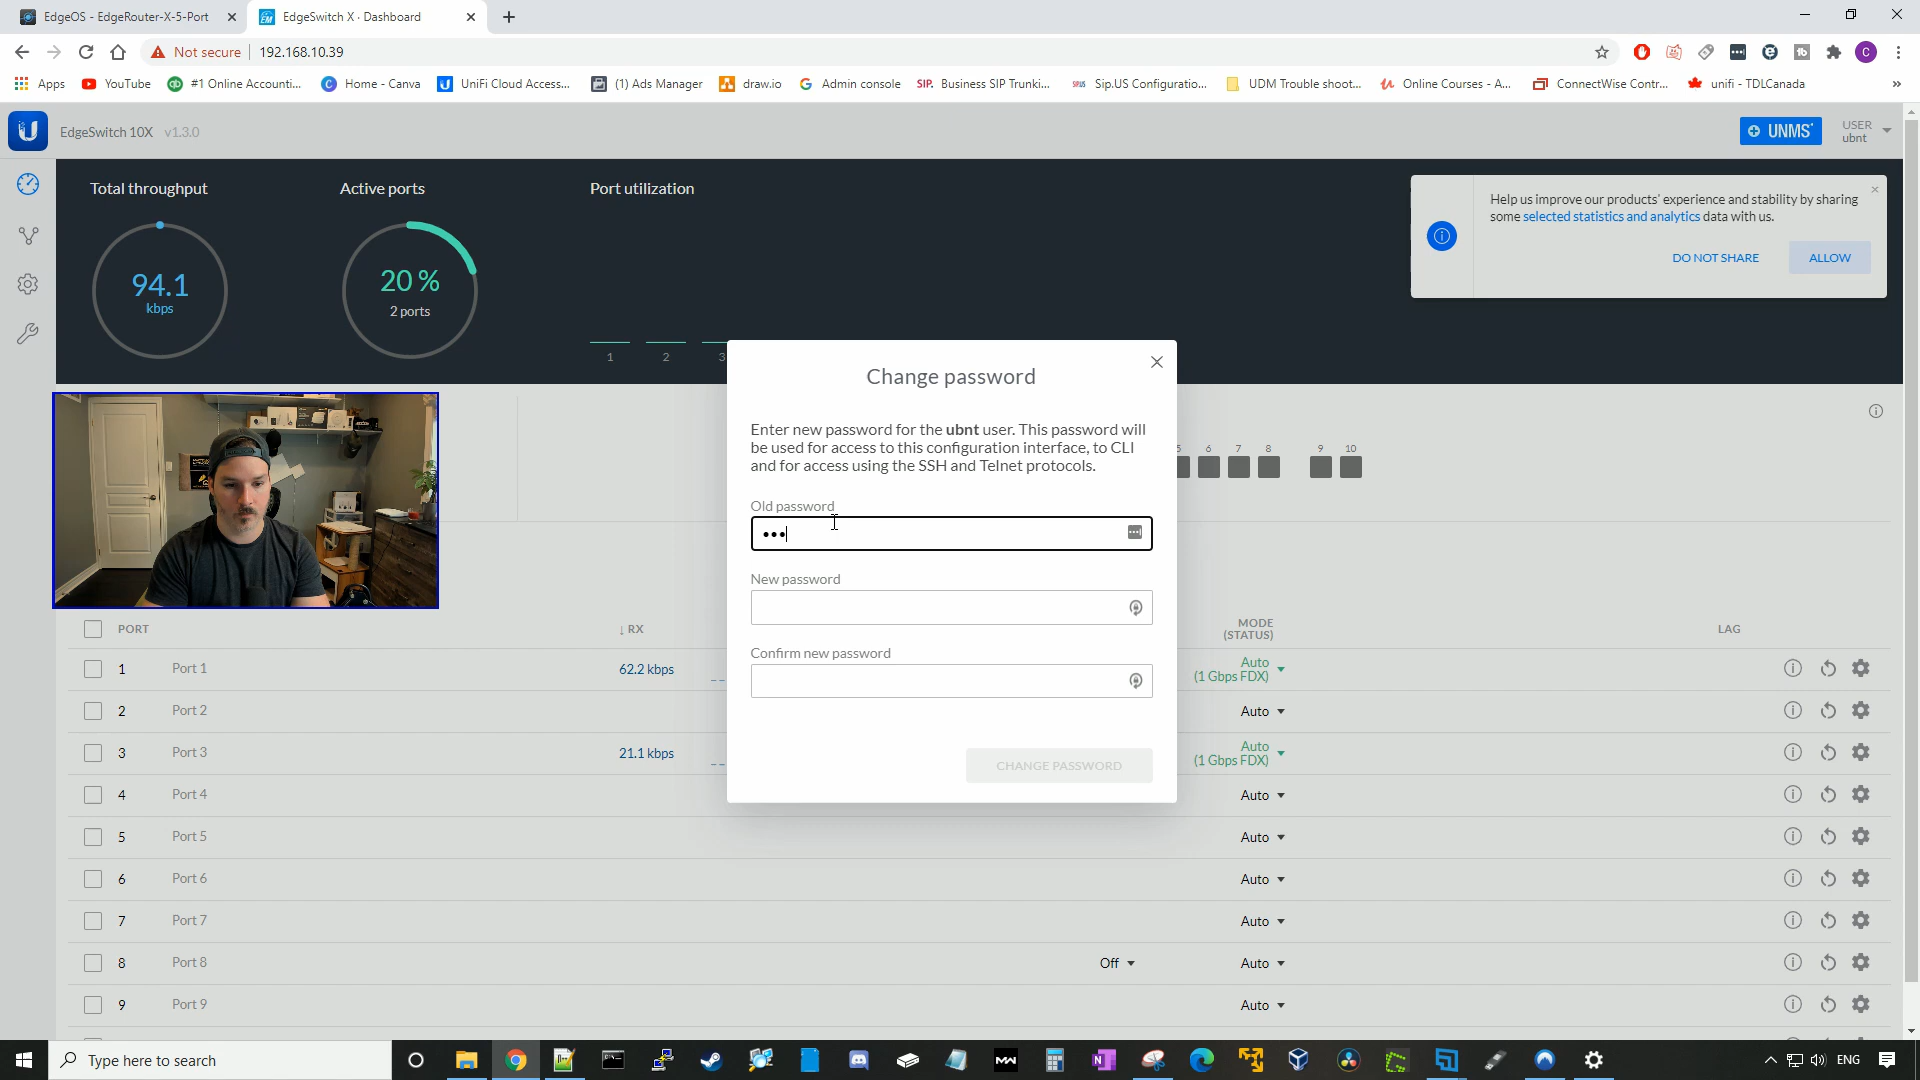 EdgeOS - EdgeRouter-X-5-Port
EdgeSwitch X - Dashboard
Not secure
192.168.10.39
Apps
YouTube
#1 Online Accounti...
Home - Canva
UniFi Cloud Access...
(1) Ads Manager
draw.io
Admin console
SIP. Business SIP Trunki...
Sip.US Configuratio...
UDM Trouble shoot...
Online Courses - A...
ConnectWise Contr...
unifi - TDLCanada
»
EdgeSwitch 10X v1.3.0
UNMS
USER
ubnt
Total throughput
Active ports
Port utilization
94.1
kbps
20 %
2 ports
1 2 3
Help us improve our products' experience and stability by sharing
some selected statistics and analytics data with us.
DO NOT SHARE
ALLOW
Change password
Enter new password for the ubnt user. This password will
be used for access to this configuration interface, to CLI
and for access using the SSH and Telnet protocols.
Old password
•••
New password
Confirm new password
CHANGE PASSWORD
5 6 7 8 9 10
PORT
↓ RX
MODE
(STATUS)
LAG
1 Port 1 62.2 kbps Auto
(1 Gbps FDX)
2 Port 2 Auto
3 Port 3 21.1 kbps Auto
(1 Gbps FDX)
4 Port 4 Auto
5 Port 5 Auto
6 Port 6 Auto
7 Port 7 Auto
8 Port 8 Off Auto
9 Port 9 Auto
Type here to search
ENG